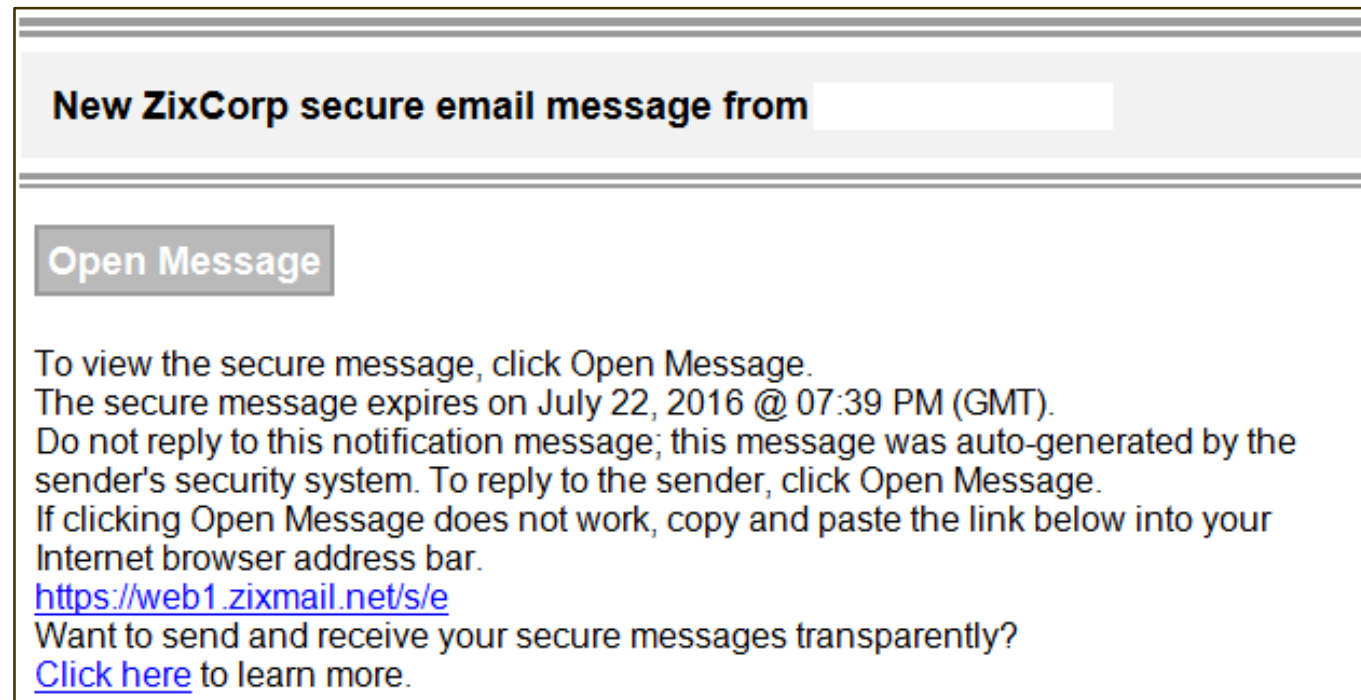 New ZixCorp secure email message from
Open Message
To view the secure message, click Open Message.
The secure message expires on July 22, 2016 @ 07:39 PM (GMT).
Do not reply to this notification message; this message was auto-generated by the
sender's security system. To reply to the sender, click Open Message.
If clicking Open Message does not work, copy and paste the link below into your
Internet browser address bar.
https://web1.zixmail.net/s/e
Want to send and receive your secure messages transparently?
Click here to learn more.